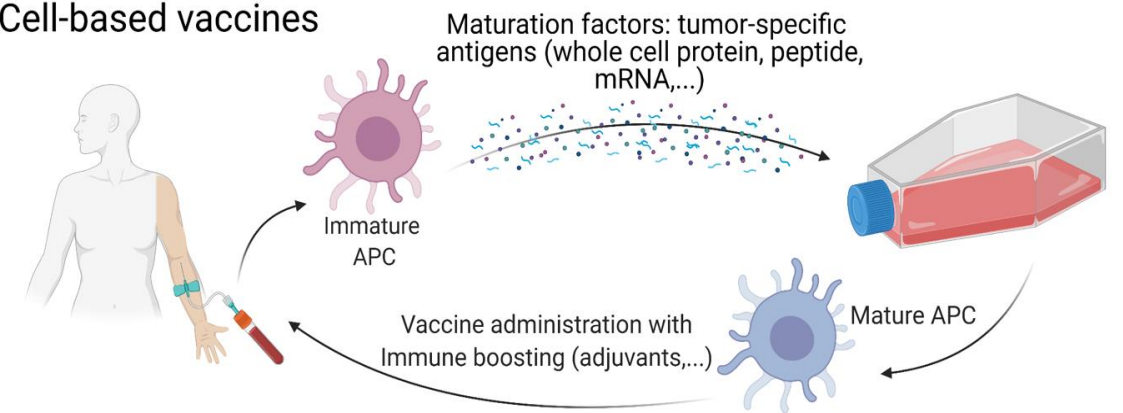 Cell-based vaccines
Maturation factors: tumor-specific
antigens (whole cell protein, peptide,
mRNA,...)
Immature
APC
Mature APC
Vaccine administration with
Immune boosting (adjuvants,...)